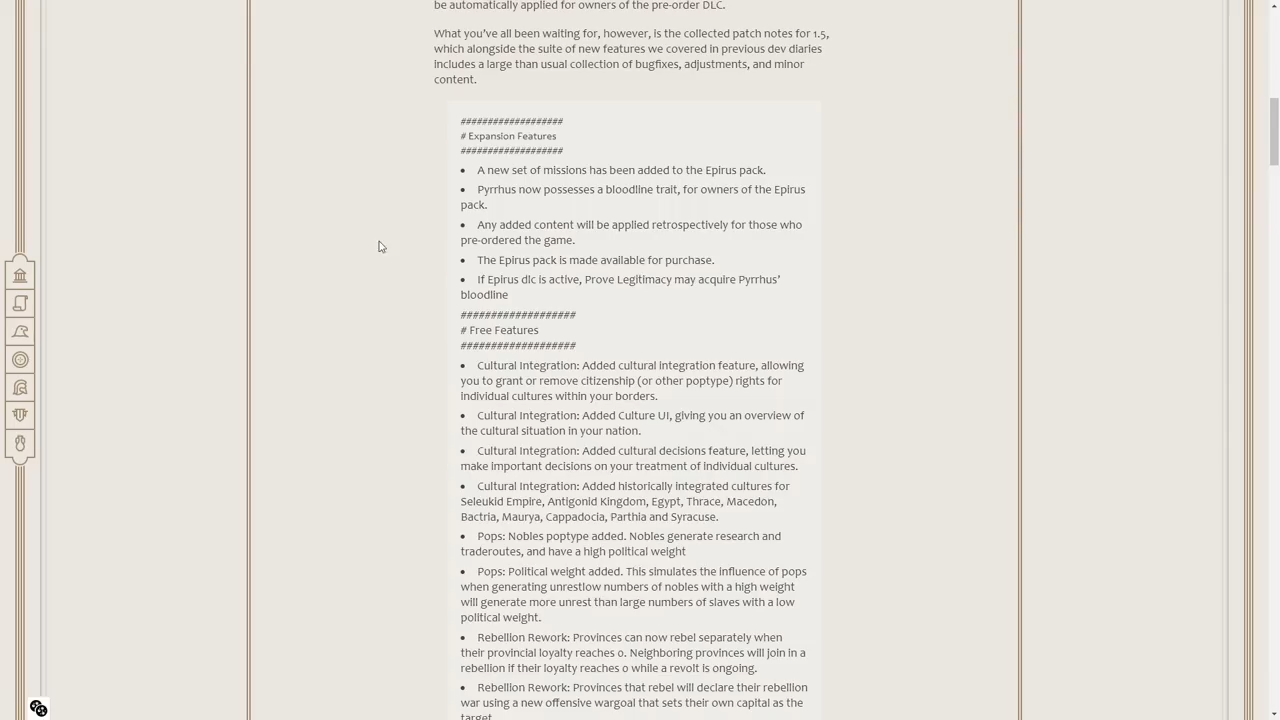 be automatically applied for owners of the pre-order DLC.
What you’ve all been waiting for, however, is the collected patch notes for 1.5,
which alongside the suite of new features we covered in previous dev diaries
includes a large than usual collection of bugfixes, adjustments, and minor
content.
###################
# Expansion Features
###################
• A new set of missions has been added to the Epirus pack.
• Pyrrhus now possesses a bloodline trait, for owners of the Epirus
pack.
• Any added content will be applied retrospectively for those who
pre-ordered the game.
• The Epirus pack is made available for purchase.
• If Epirus dlc is active, Prove Legitimacy may acquire Pyrrhus’
bloodline
###################
# Free Features
###################
• Cultural Integration: Added cultural integration feature, allowing
you to grant or remove citizenship (or other poptype) rights for
individual cultures within your borders.
• Cultural Integration: Added Culture UI, giving you an overview of
the cultural situation in your nation.
• Cultural Integration: Added cultural decisions feature, letting you
make important decisions on your treatment of individual cultures.
• Cultural Integration: Added historically integrated cultures for
Seleukid Empire, Antigonid Kingdom, Egypt, Thrace, Macedon,
Bactria, Maurya, Cappadocia, Parthia and Syracuse.
• Pops: Nobles poptype added. Nobles generate research and
traderoutes, and have a high political weight
• Pops: Political weight added. This simulates the influence of pops
when generating unrestlow numbers of nobles with a high weight
will generate more unrest than large numbers of slaves with a low
political weight.
• Rebellion Rework: Provinces can now rebel separately when
their provincial loyalty reaches 0. Neighboring provinces will join in a
rebellion if their loyalty reaches 0 while a revolt is ongoing.
• Rebellion Rework: Provinces that rebel will declare their rebellion
war using a new offensive wargoal that sets their own capital as the
target